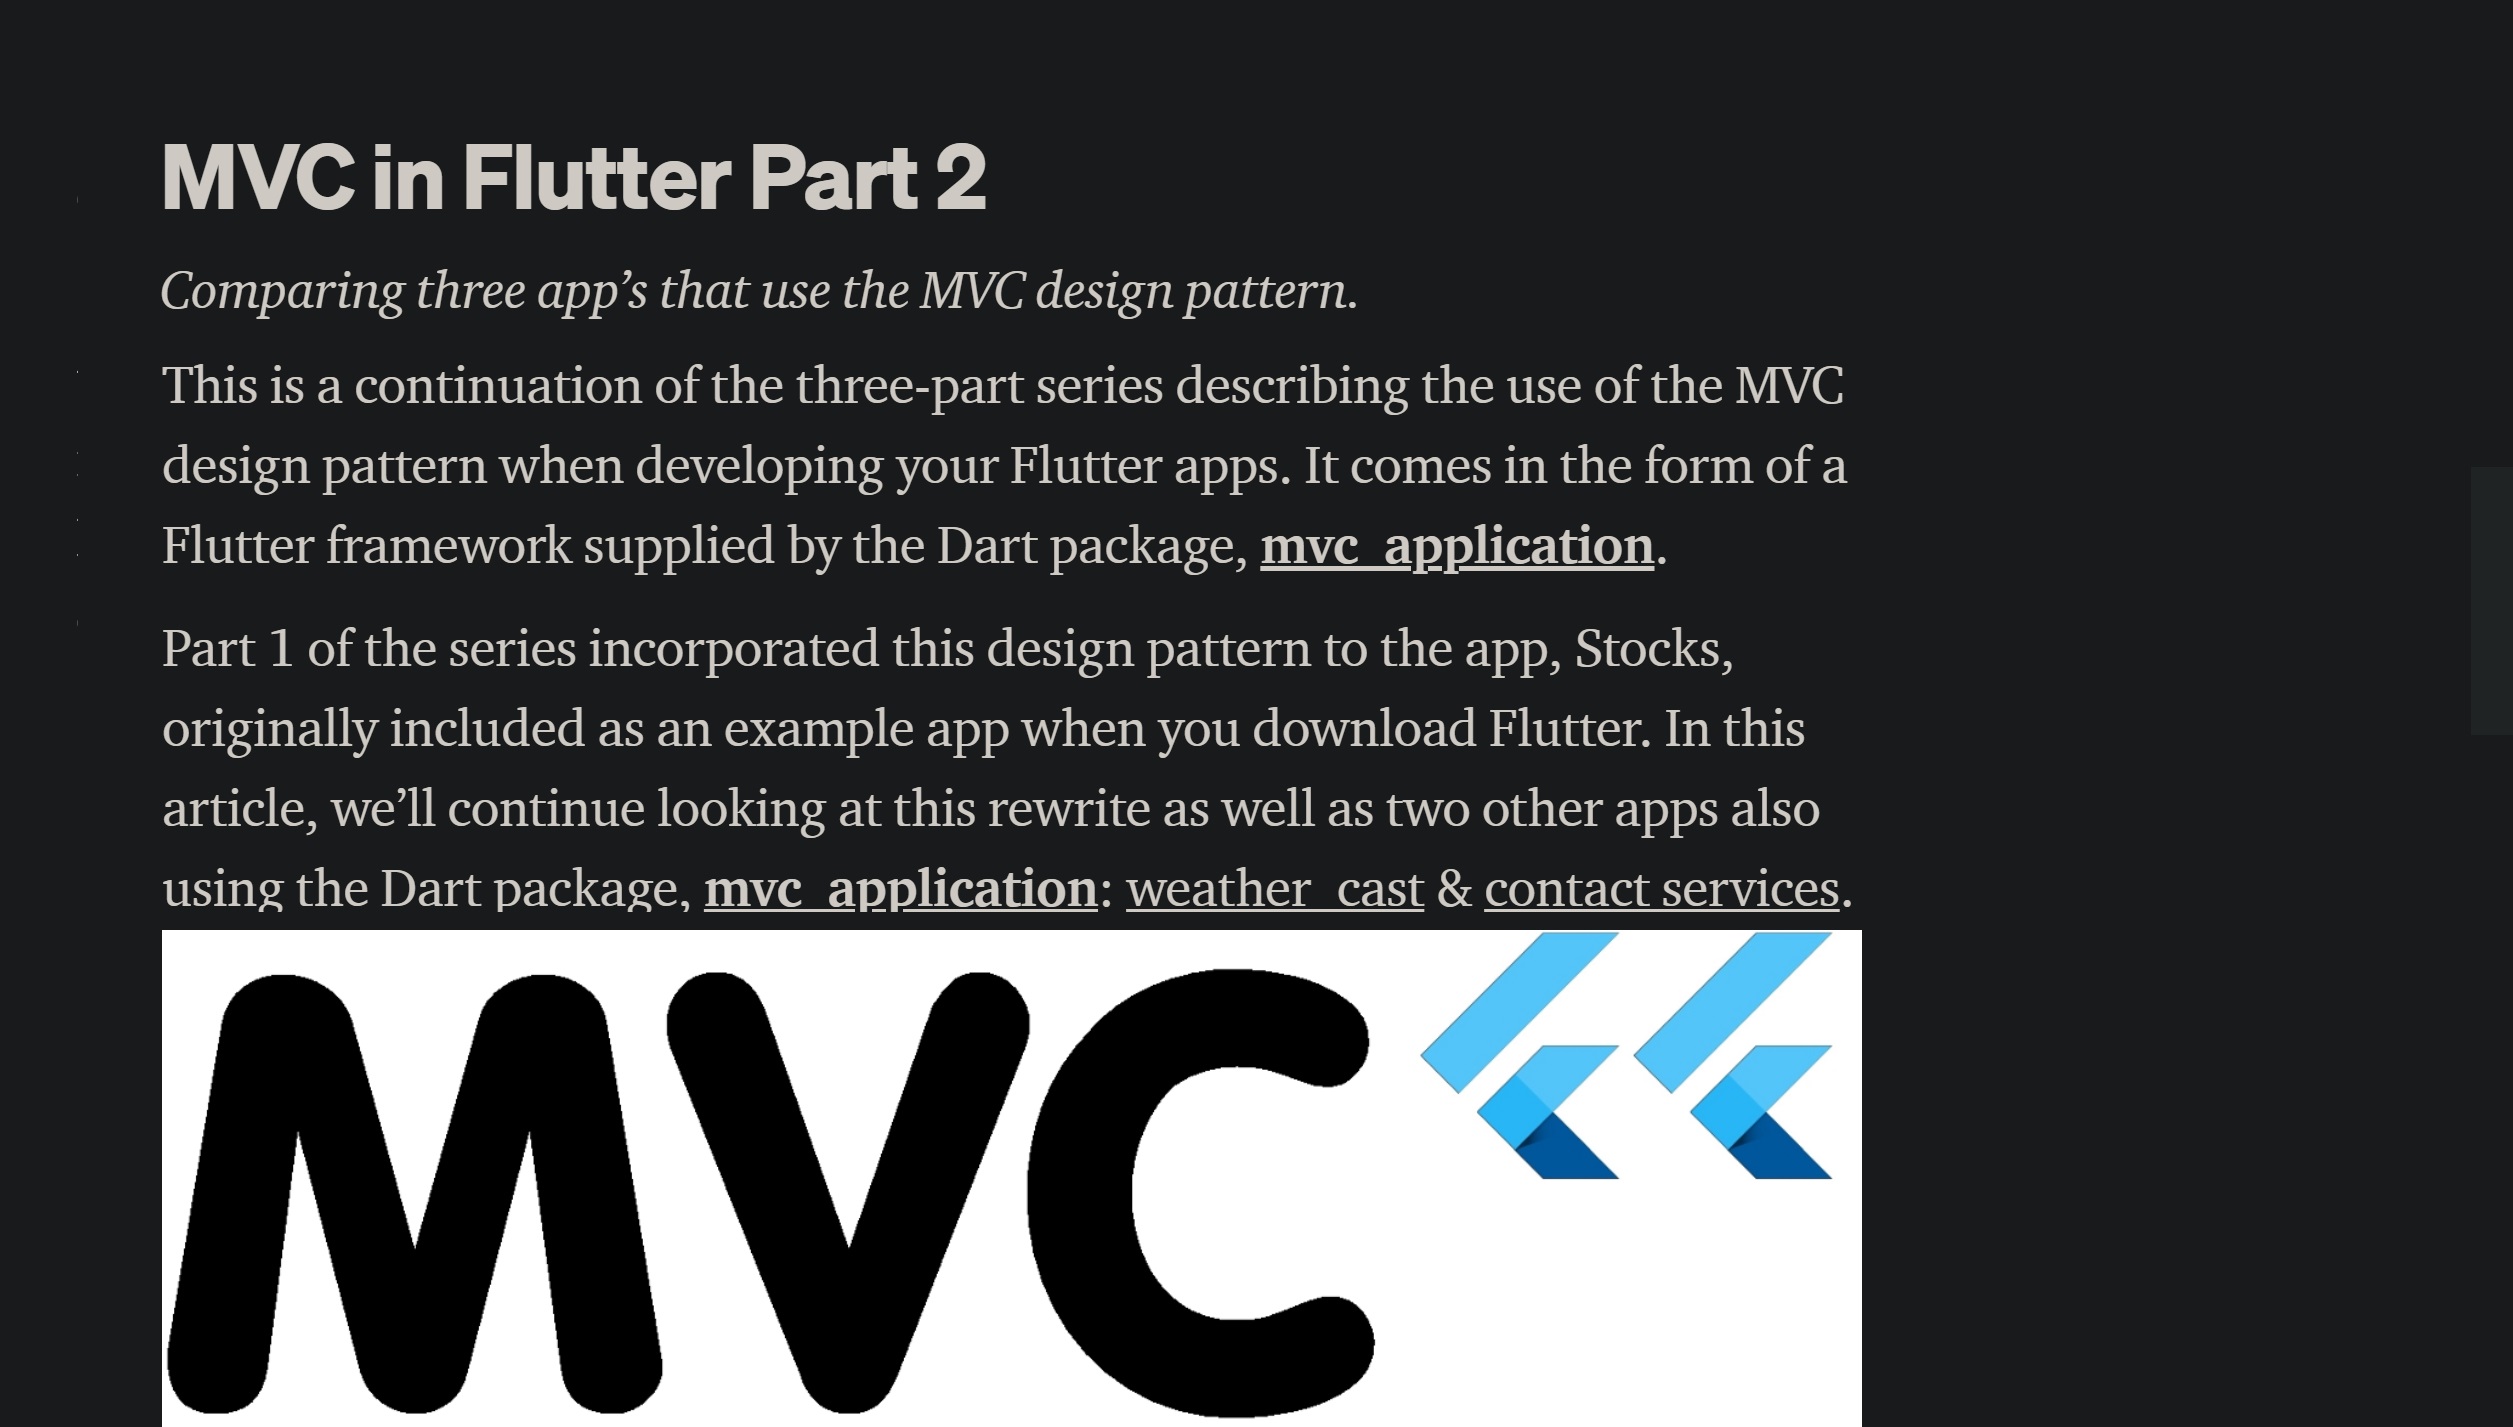 MVC in Flutter Part 2
Comparing three app’s that use the MVC design pattern.
This is a continuation of the three-part series describing the use of the MVC
design pattern when developing your Flutter apps. It comes in the form of a
Flutter framework supplied by the Dart package, mvc_application.
Part 1 of the series incorporated this design pattern to the app, Stocks,
originally included as an example app when you download Flutter. In this
article, we’ll continue looking at this rewrite as well as two other apps also
using the Dart package, mvc_application: weather_cast & contact services.
MVC